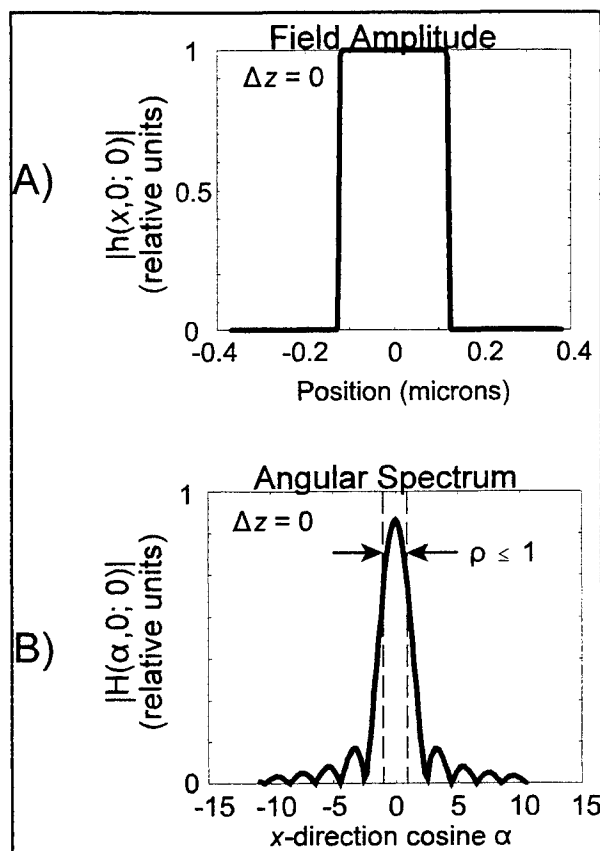 A)
Field Amplitude
Δz = 0
|h(x,0; 0)|
(relative units)
1
0.5
0
-0.4
-0.2
0
0.2
0.4
Position (microns)
B)
Angular Spectrum
Δz = 0
ρ ≤ 1
|H(α,0; 0)|
(relative units)
1
0
-15
-10
-5
0
5
10
15
x-direction cosine α